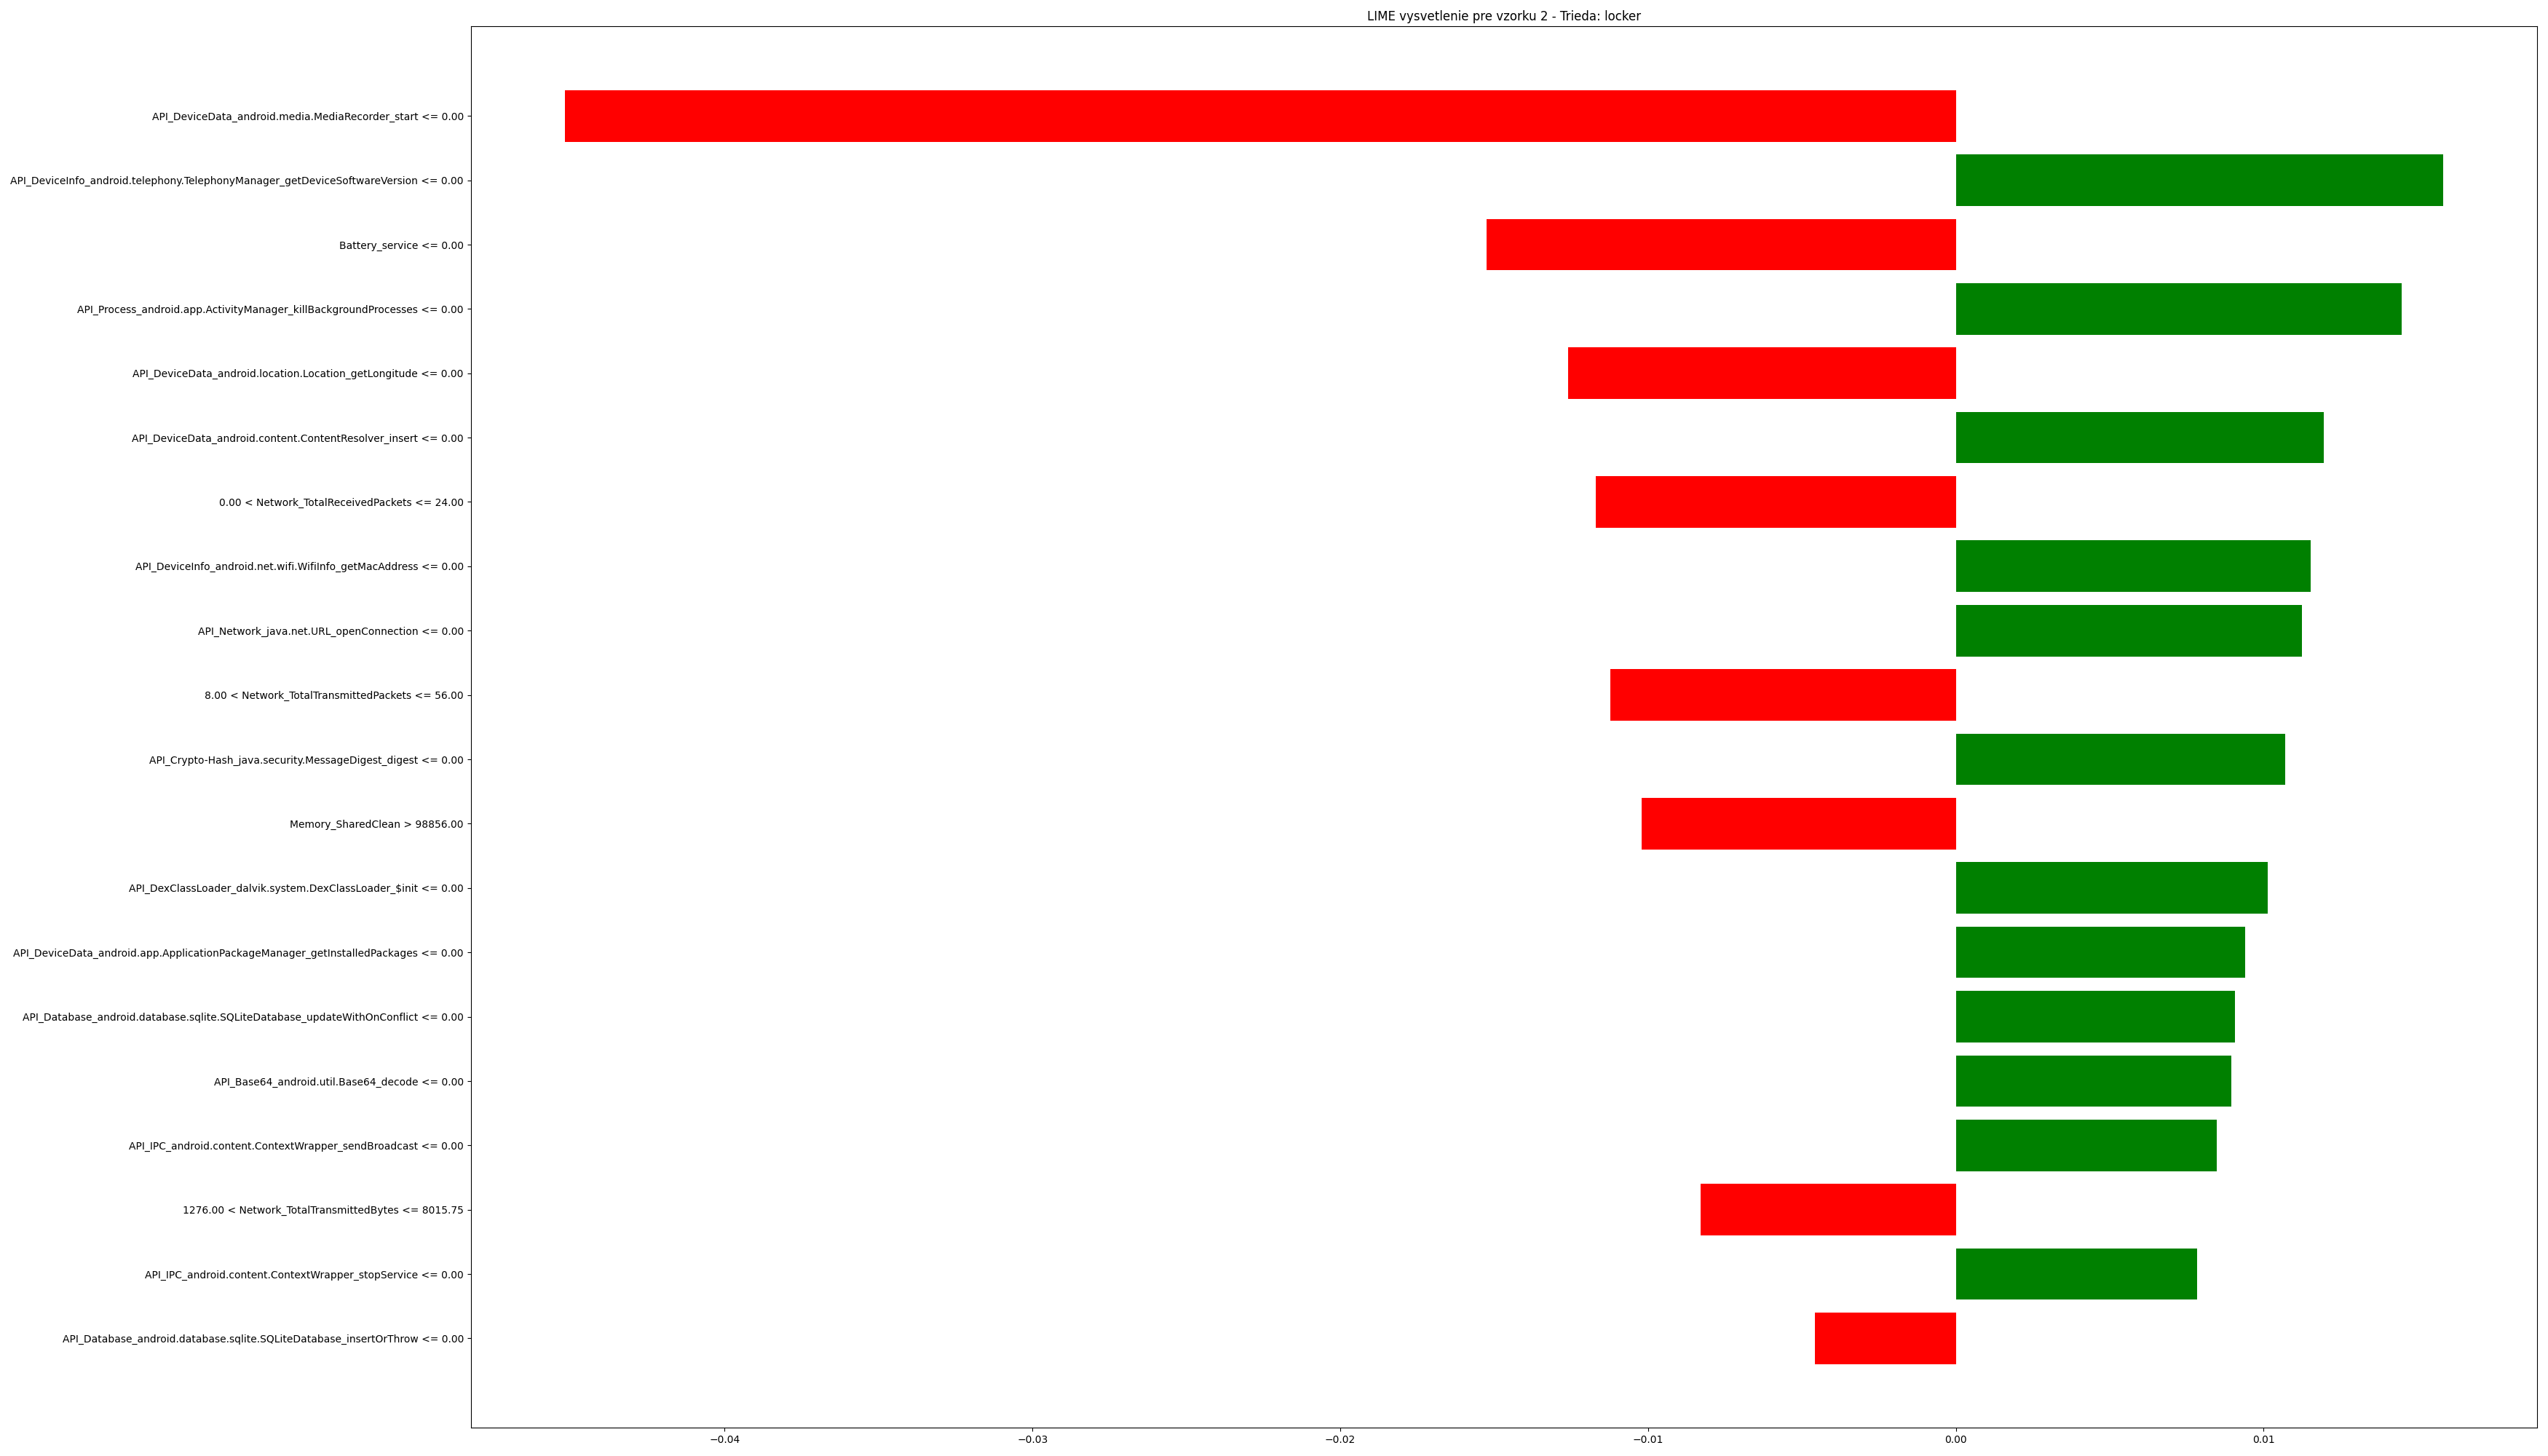 LIME vysvetlenie pre vzorku 2 - Trieda: locker
API_DeviceData_android.media.MediaRecorder_start <= 0.00
API_DeviceInfo_android.telephony.TelephonyManager_getDeviceSoftwareVersion <= 0.00
Battery_service <= 0.00
API_Process_android.app.ActivityManager_killBackgroundProcesses <= 0.00
API_DeviceData_android.location.Location_getLongitude <= 0.00
API_DeviceData_android.content.ContentResolver_insert <= 0.00
0.00 < Network_TotalReceivedPackets <= 24.00
API_DeviceInfo_android.net.wifi.WifiInfo_getMacAddress <= 0.00
API_Network_java.net.URL_openConnection <= 0.00
8.00 < Network_TotalTransmittedPackets <= 56.00
API_Crypto-Hash_java.security.MessageDigest_digest <= 0.00
Memory_SharedClean > 98856.00
API_DexClassLoader_dalvik.system.DexClassLoader_$init <= 0.00
API_DeviceData_android.app.ApplicationPackageManager_getInstalledPackages <= 0.00
API_Database_android.database.sqlite.SQLiteDatabase_updateWithOnConflict <= 0.00
API_Base64_android.util.Base64_decode <= 0.00
API_IPC_android.content.ContextWrapper_sendBroadcast <= 0.00
1276.00 < Network_TotalTransmittedBytes <= 8015.75
API_IPC_android.content.ContextWrapper_stopService <= 0.00
API_Database_android.database.sqlite.SQLiteDatabase_insertOrThrow <= 0.00
−0.04 −0.03 −0.02 −0.01 0.00 0.01